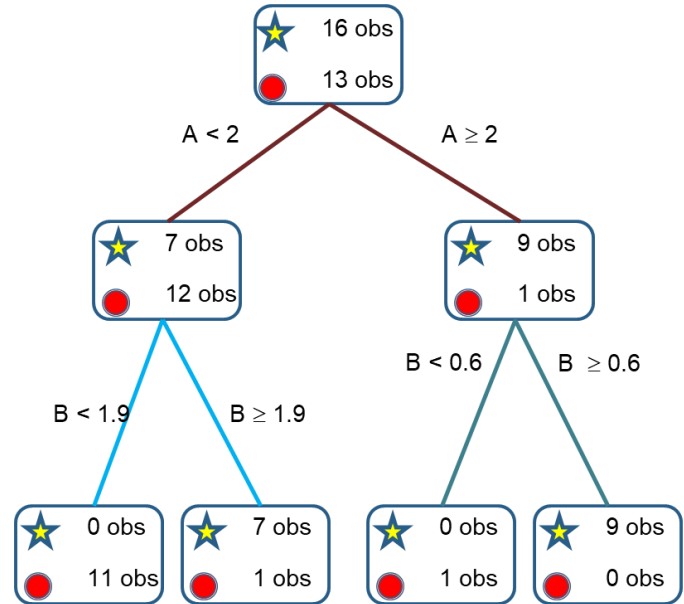 16 obs
13 obs
A < 2
A ≥ 2
7 obs
12 obs
9 obs
1 obs
B < 1.9
B ≥ 1.9
B < 0.6
B ≥ 0.6
0 obs
11 obs
7 obs
1 obs
0 obs
1 obs
9 obs
0 obs